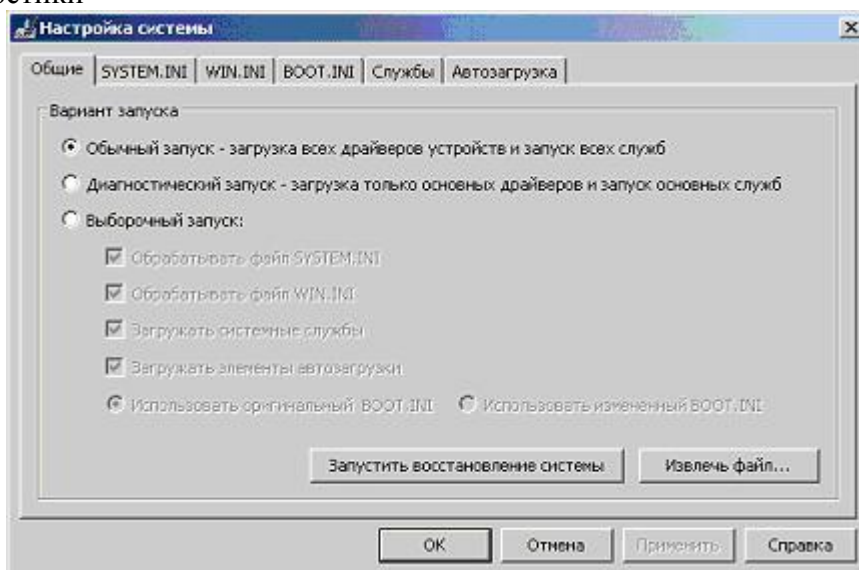 Настройка системы
Общие SYSTEM.INI WIN.INI BOOT.INI Службы Автозагрузка
Вариант запуска
Обычный запуск - загрузка всех драйверов устройств и запуск всех служб
Диагностический запуск - загрузка только основных драйверов и запуск основных служб
Выборочный запуск:
Обрабатывать файл SYSTEM.INI
Обрабатывать файл WIN.INI
Загружать системные службы
Загружать элементы автозагрузки
Использовать оригинальный BOOT.INI Использовать измененный BOOT.INI
Запустить восстановление системы Извлечь файл...
OK Отмена Применить Справка